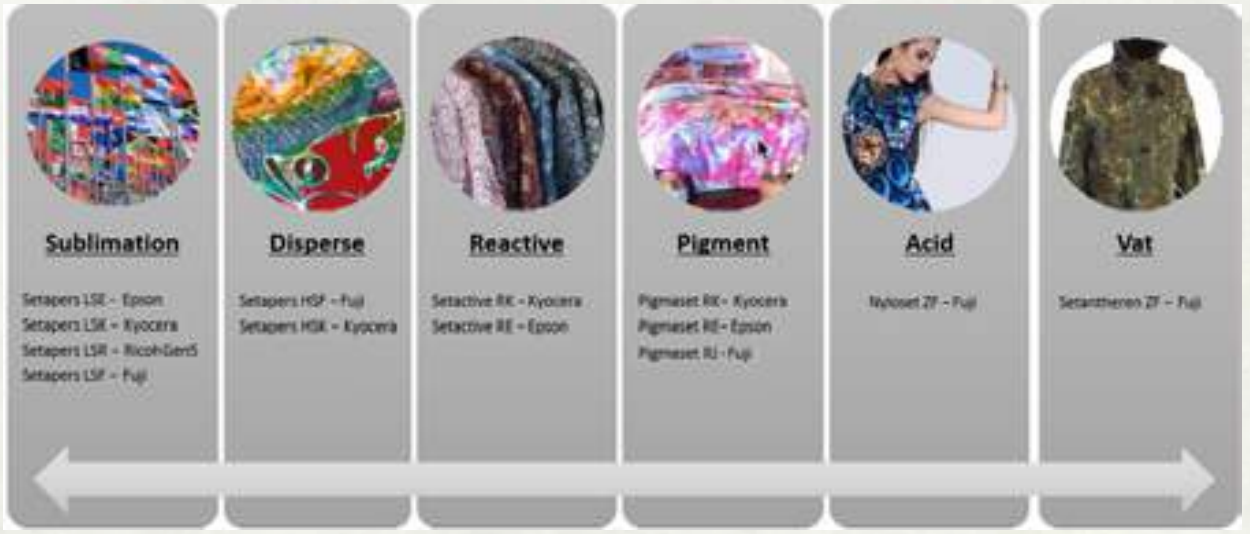 Sublimation
Setapers LSE – Epson
Setapers LSK – Kyocera
Setapers LSR – RicohGen5
Setapers LSF – Fuji
Disperse
Setapers HSF – Fuji
Setapers HSK – Kyocera
Reactive
Setactive RK – Kyocera
Setactive RE – Epson
Pigment
Pigmaset RK – Kyocera
Pigmaset RE – Epson
Pigmaset RJ - Fuji
Acid
Nyloset ZF – Fuji
Vat
Setantheren ZF – Fuji